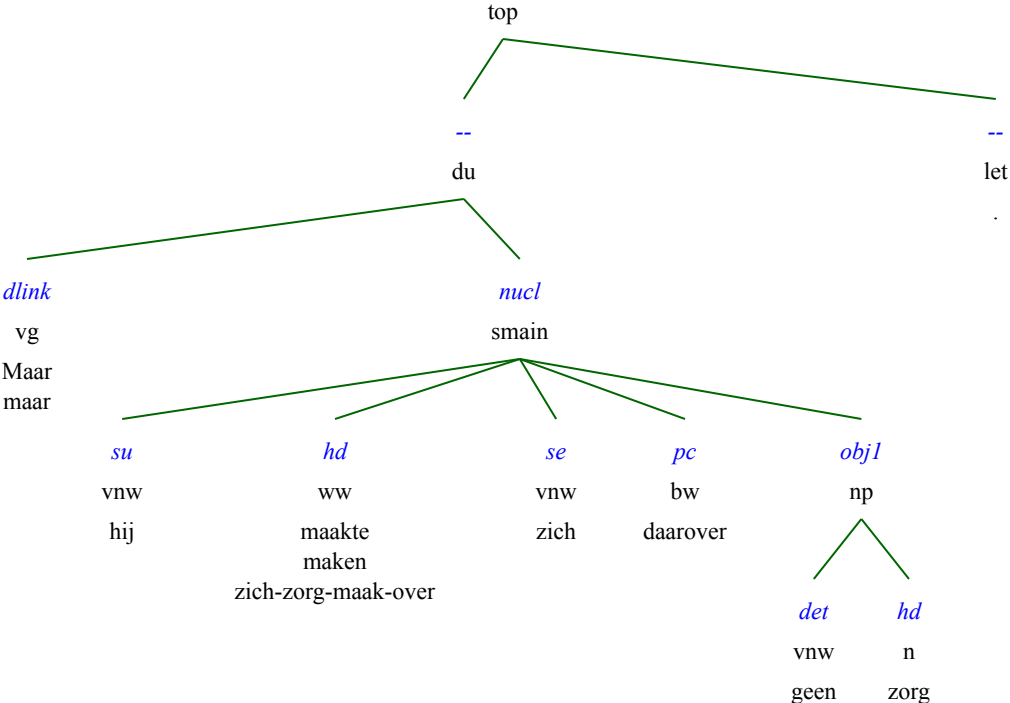 top
-- --
du let
.
dlink nucl
vg smain
Maar
maar
su hd se pc obj1
vnw ww vnw bw np
hij maakte zich daarover
maken
zich-zorg-maak-over
det hd
vnw n
geen zorg